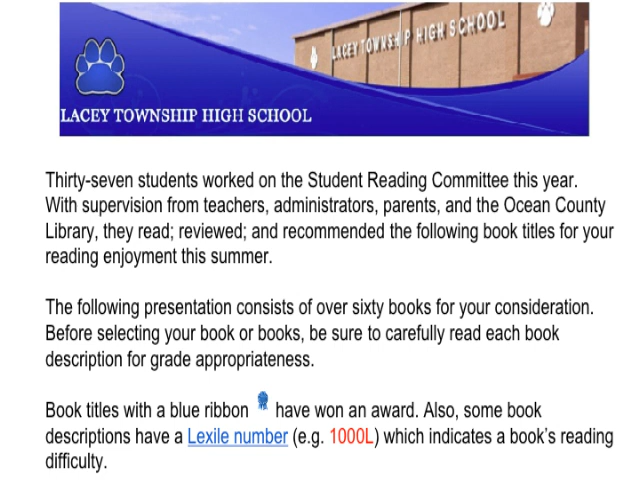 LACEY TOWNSHIP HIGH SCHOOL
LACEY TOWNSHIP HIGH SCHOOL
Thirty-seven students worked on the Student Reading Committee this year.
With supervision from teachers, administrators, parents, and the Ocean County
Library, they read; reviewed; and recommended the following book titles for your
reading enjoyment this summer.
The following presentation consists of over sixty books for your consideration.
Before selecting your book or books, be sure to carefully read each book
description for grade appropriateness.
Book titles with a blue ribbon have won an award. Also, some book
descriptions have a Lexile number (e.g. 1000L) which indicates a book’s reading
difficulty.